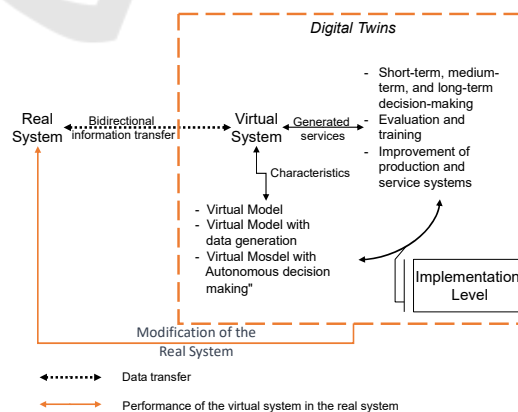 Digital Twins
- Short-term, medium-
term, and long-term
decision-making
- Evaluation and
training
- Improvement of
production and
service systems
Real
System
Bidirectional
information transfer
Virtual
System
Generated
services
Characteristics
- Virtual Model
- Virtual Model with
data generation
- Virtual Mosdel with
Autonomous decision
making"
Implementation
Level
Modification of the
Real System
Data transfer
Performance of the virtual system in the real system